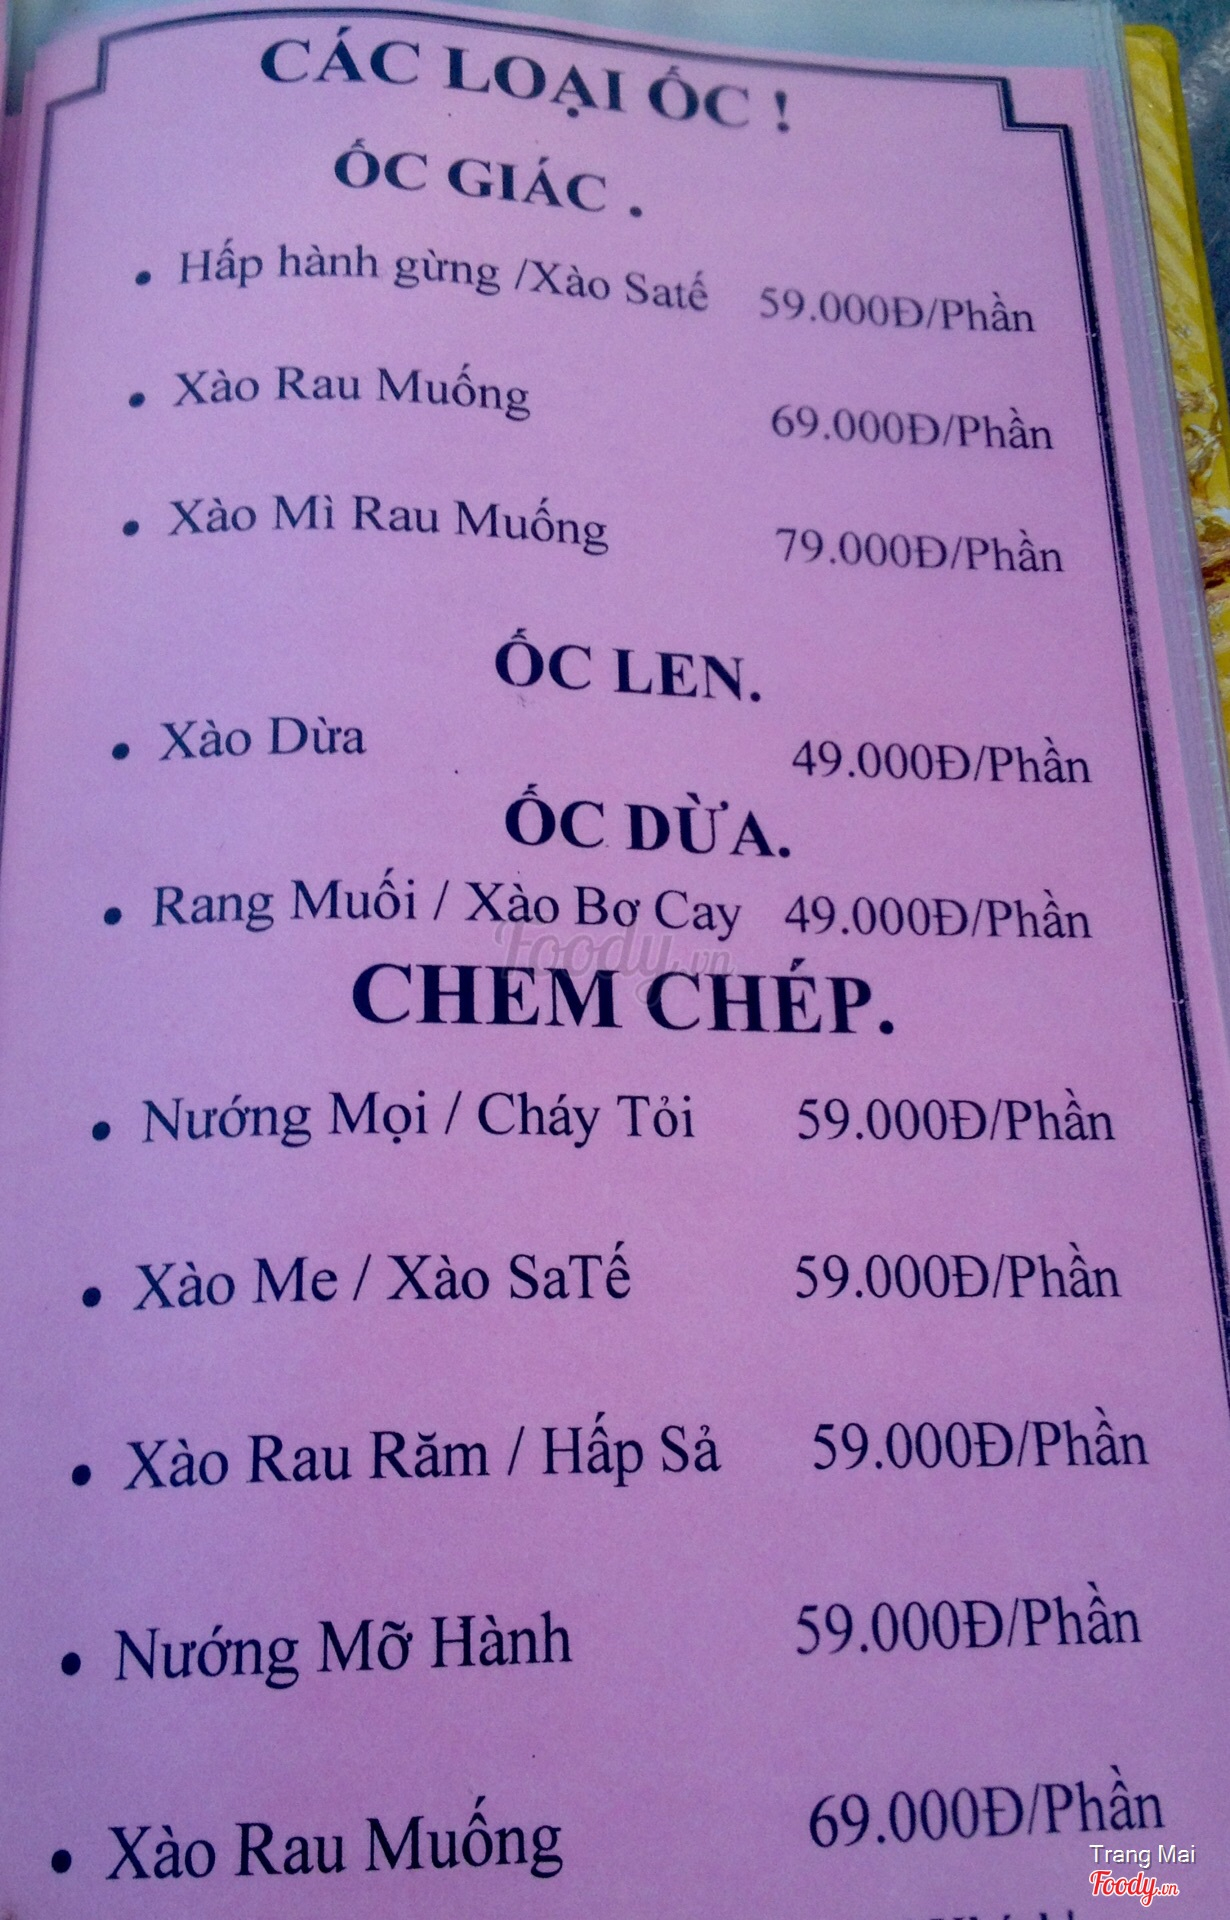 CÁC LOẠI ỐC !
ỐC GIÁC .
• Hấp hành gừng /Xào Satế 59.000Đ/Phần
• Xào Rau Muống 69.000Đ/Phần
• Xào Mì Rau Muống 79.000Đ/Phần
ỐC LEN.
• Xào Dừa 49.000Đ/Phần
ỐC DỪA.
• Rang Muối / Xào Bơ Cay 49.000Đ/Phần
Foody.vn
CHEM CHÉP.
• Nướng Mọi / Cháy Tỏi 59.000Đ/Phần
• Xào Me / Xào SaTế 59.000Đ/Phần
• Xào Rau Răm / Hấp Sả 59.000Đ/Phần
• Nướng Mỡ Hành 59.000Đ/Phần
• Xào Rau Muống 69.000Đ/Phần
Trang Mai
Foody.vn